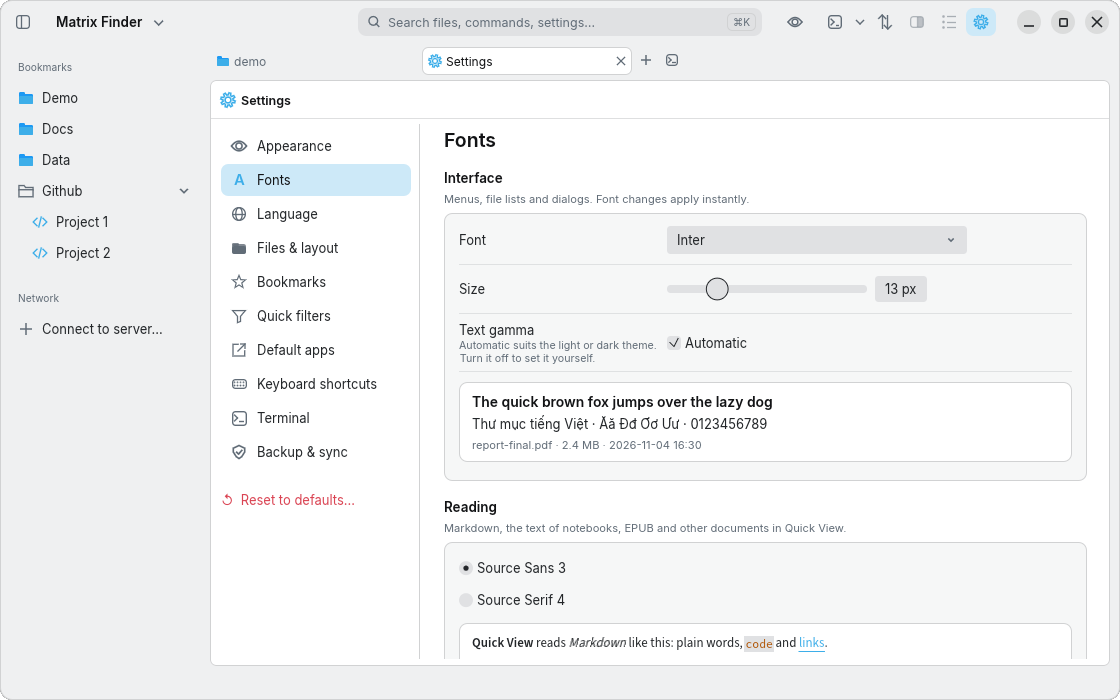 Matrix Finder
Search files, commands, settings...
⌘K
Bookmarks
Demo
Docs
Data
Github
Project 1
Project 2
Network
Connect to server...
demo
Settings
Settings
Appearance
A Fonts
Language
Files & layout
Bookmarks
Quick filters
Default apps
Keyboard shortcuts
Terminal
Backup & sync
Reset to defaults...
Fonts
Interface
Menus, file lists and dialogs. Font changes apply instantly.
Font
Inter
Size
13 px
Text gamma
Automatic suits the light or dark theme.
Turn it off to set it yourself.
Automatic
The quick brown fox jumps over the lazy dog
Thư mục tiếng Việt · Ăă Đđ Ơơ Ưư · 0123456789
report-final.pdf · 2.4 MB · 2026-11-04 16:30
Reading
Markdown, the text of notebooks, EPUB and other documents in Quick View.
Source Sans 3
Source Serif 4
Quick View reads Markdown like this: plain words, code and links.